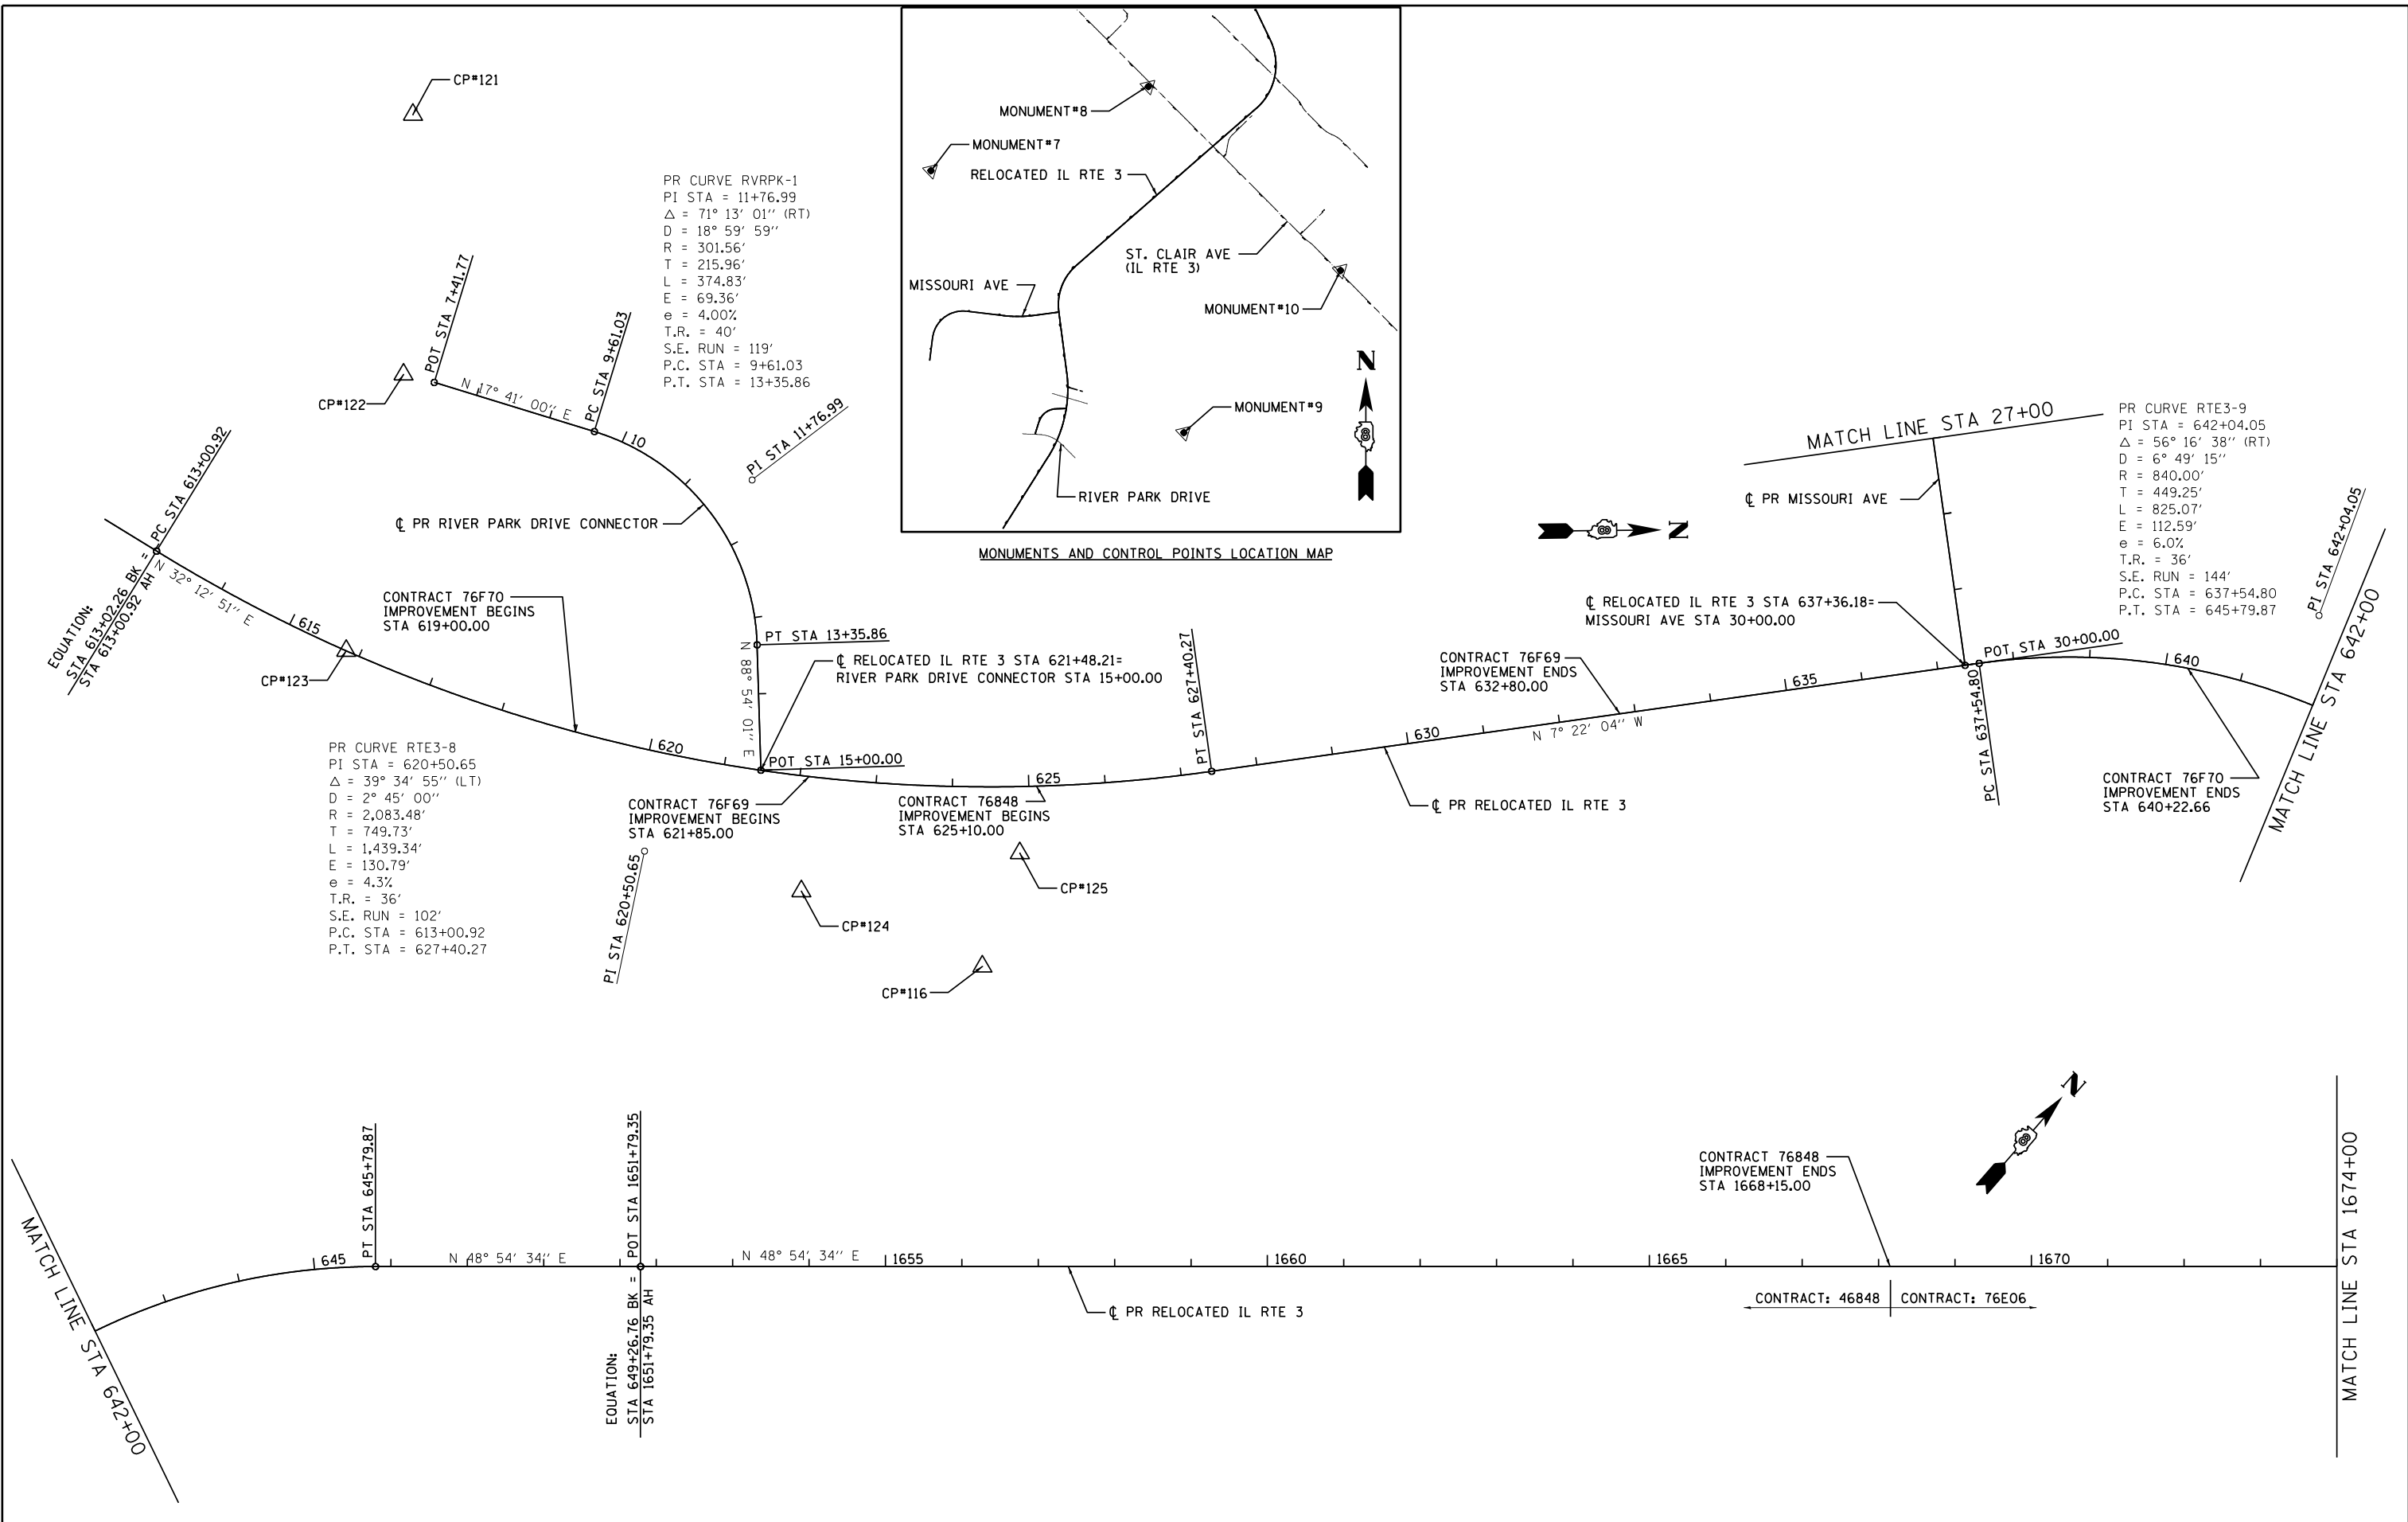 CP#121
PR CURVE RVRPK-1
PI STA = 11+76.99
△ = 71° 13' 01'' (RT)
D = 18° 59' 59''
R = 301.56'
T = 215.96'
L = 374.83'
E = 69.36'
e = 4.00%
T.R. = 40'
S.E. RUN = 119'
P.C. STA = 9+61.03
P.T. STA = 13+35.86
POT STA 7+41.77
N 17° 41' 00'' E
PC STA 9+61.03
10
CP#122
PI STA 11+76.99
PC STA 613+00.92
EQUATION:
STA 613+02.26 BK =
STA 613+00.92 AH
N 32° 12' 51'' E
615
CP#123
℄ PR RIVER PARK DRIVE CONNECTOR
CONTRACT 76F70
IMPROVEMENT BEGINS
STA 619+00.00
PT STA 13+35.86
N 88° 54' 01'' E
℄ RELOCATED IL RTE 3 STA 621+48.21=
RIVER PARK DRIVE CONNECTOR STA 15+00.00
620
POT STA 15+00.00
PR CURVE RTE3-8
PI STA = 620+50.65
△ = 39° 34' 55'' (LT)
D = 2° 45' 00''
R = 2,083.48'
T = 749.73'
L = 1,439.34'
E = 130.79'
e = 4.3%
T.R. = 36'
S.E. RUN = 102'
P.C. STA = 613+00.92
P.T. STA = 627+40.27
CONTRACT 76F69
IMPROVEMENT BEGINS
STA 621+85.00
PI STA 620+50.65
CONTRACT 76848
IMPROVEMENT BEGINS
STA 625+10.00
625
CP#125
CP#124
CP#116
MONUMENT#8
MONUMENT#7
RELOCATED IL RTE 3
ST. CLAIR AVE
(IL RTE 3)
MISSOURI AVE
MONUMENT#10
N
MONUMENT#9
RIVER PARK DRIVE
MONUMENTS AND CONTROL POINTS LOCATION MAP
N
PT STA 627+40.27
630
℄ PR RELOCATED IL RTE 3
N 7° 22' 04'' W
CONTRACT 76F69
IMPROVEMENT ENDS
STA 632+80.00
635
℄ RELOCATED IL RTE 3 STA 637+36.18=
MISSOURI AVE STA 30+00.00
℄ PR MISSOURI AVE
MATCH LINE STA 27+00
POT STA 30+00.00
PC STA 637+54.80
640
PR CURVE RTE3-9
PI STA = 642+04.05
△ = 56° 16' 38'' (RT)
D = 6° 49' 15''
R = 840.00'
T = 449.25'
L = 825.07'
E = 112.59'
e = 6.0%
T.R. = 36'
S.E. RUN = 144'
P.C. STA = 637+54.80
P.T. STA = 645+79.87
PI STA 642+04.05
MATCH LINE STA 642+00
CONTRACT 76F70
IMPROVEMENT ENDS
STA 640+22.66
MATCH LINE STA 642+00
645
PT STA 645+79.87
N 48° 54' 34'' E
POT STA 1651+79.35
EQUATION:
STA 649+26.76 BK =
STA 1651+79.35 AH
N 48° 54' 34'' E
1655
℄ PR RELOCATED IL RTE 3
1660
1665
CONTRACT 76848
IMPROVEMENT ENDS
STA 1668+15.00
N
1670
CONTRACT: 46848
CONTRACT: 76E06
MATCH LINE STA 1674+00